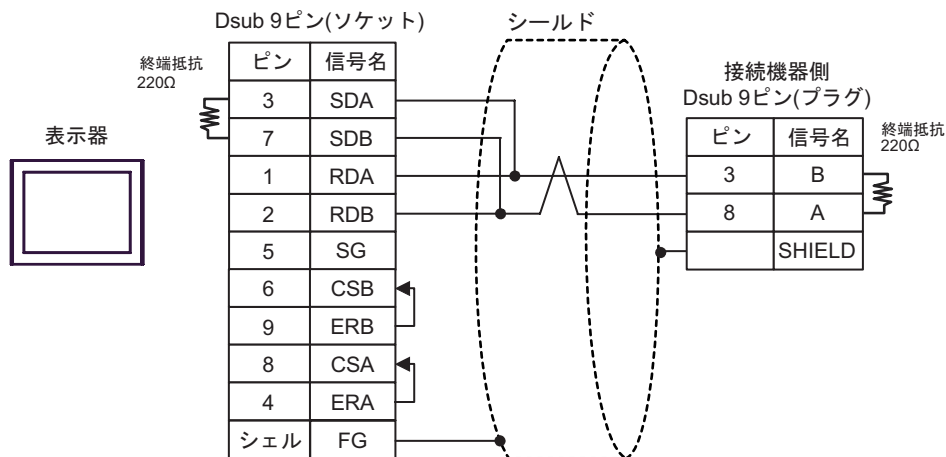 Dsub 9ピン(ソケット)
シールド
終端抵抗
220Ω
表示器
ピン 信号名
3 SDA
7 SDB
1 RDA
2 RDB
5 SG
6 CSB
9 ERB
8 CSA
4 ERA
シェル FG
接続機器側
Dsub 9ピン(プラグ)
ピン 信号名
3 B
8 A
SHIELD
終端抵抗
220Ω